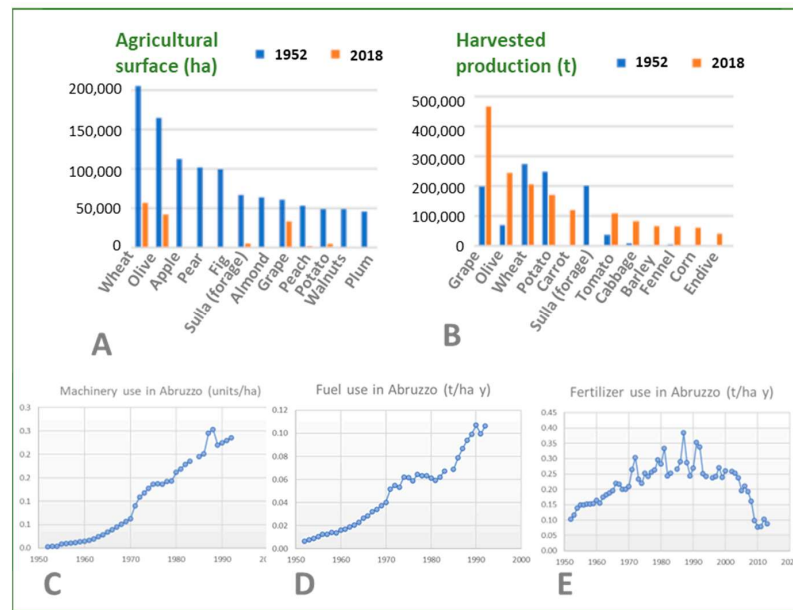 Agricultural
surface (ha)
1952 2018
200,000
150,000
100,000
50,000
0
Wheat
Olive
Apple
Pear
Fig
Sulla (forage)
Almond
Grape
Peach
Potato
Walnuts
Plum
A
Harvested
production (t)
1952 2018
500,000
400,000
300,000
200,000
100,000
0
Grape
Olive
Wheat
Potato
Carrot
Sulla (forage)
Tomato
Cabbage
Barley
Fennel
Corn
Endive
B
Machinery use in Abruzzo (units/ha)
0.3
0.3
0.2
0.2
0.1
0.1
0.0
1950 1960 1970 1980 1990 20
C
Fuel use in Abruzzo (t/ha y)
0.12
0.10
0.08
0.06
0.04
0.02
0.00
1950 1960 1970 1980 1990 2000
D
Fertilizer use in Abruzzo (t/ha y)
0.45
0.40
0.35
0.30
0.25
0.20
0.15
0.10
0.05
0.00
1950 1960 1970 1980 1990 2000 2010 202
E